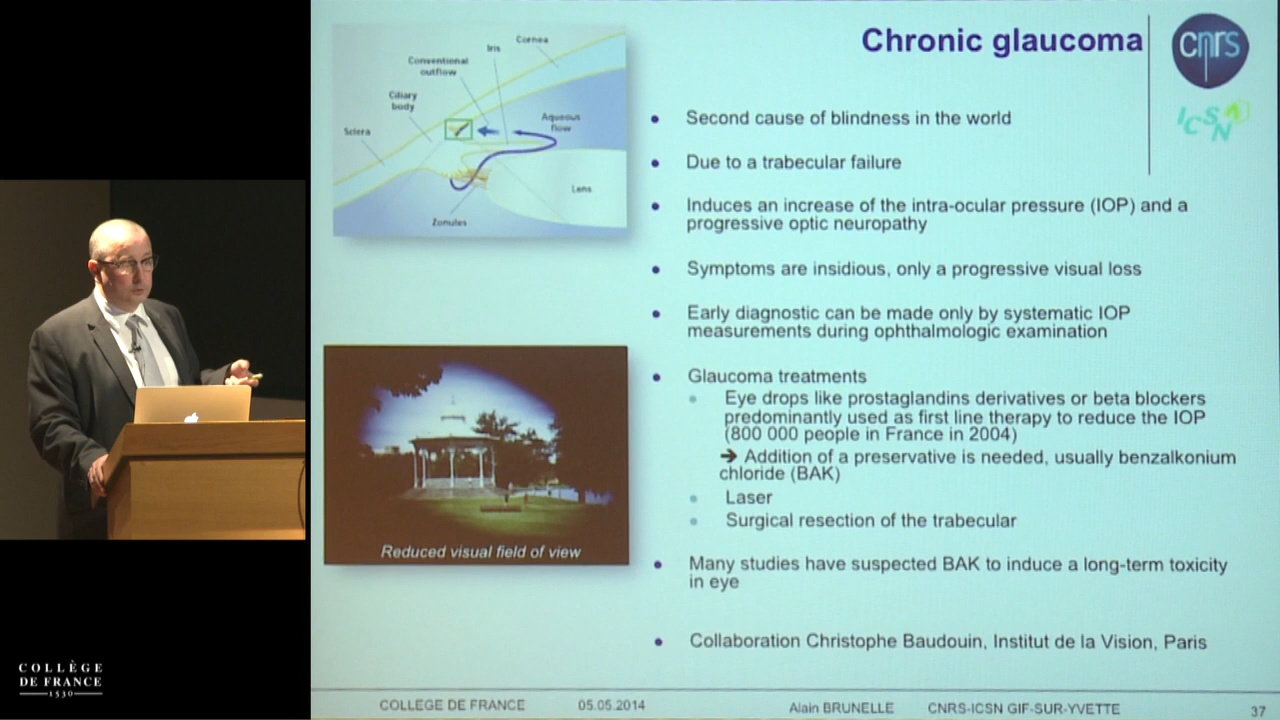 Chronic glaucoma
cnrs
ICSN
Cornea
Iris
Conventional
outflow
Ciliary
body
Aqueous
flow
Sclera
Lens
Zonules
• Second cause of blindness in the world
• Due to a trabecular failure
• Induces an increase of the intra-ocular pressure (IOP) and a
progressive optic neuropathy
• Symptoms are insidious, only a progressive visual loss
• Early diagnostic can be made only by systematic IOP
measurements during ophthalmologic examination
• Glaucoma treatments
• Eye drops like prostaglandins derivatives or beta blockers
predominantly used as first line therapy to reduce the IOP
(800 000 people in France in 2004)
➔ Addition of a preservative is needed, usually benzalkonium
chloride (BAK)
• Laser
• Surgical resection of the trabecular
• Many studies have suspected BAK to induce a long-term toxicity
in eye
• Collaboration Christophe Baudouin, Institut de la Vision, Paris
Reduced visual field of view
COLLÈGE
DE FRANCE
1530
COLLEGE DE FRANCE 05.05.2014 Alain BRUNELLE CNRS-ICSN GIF-SUR-YVETTE 37